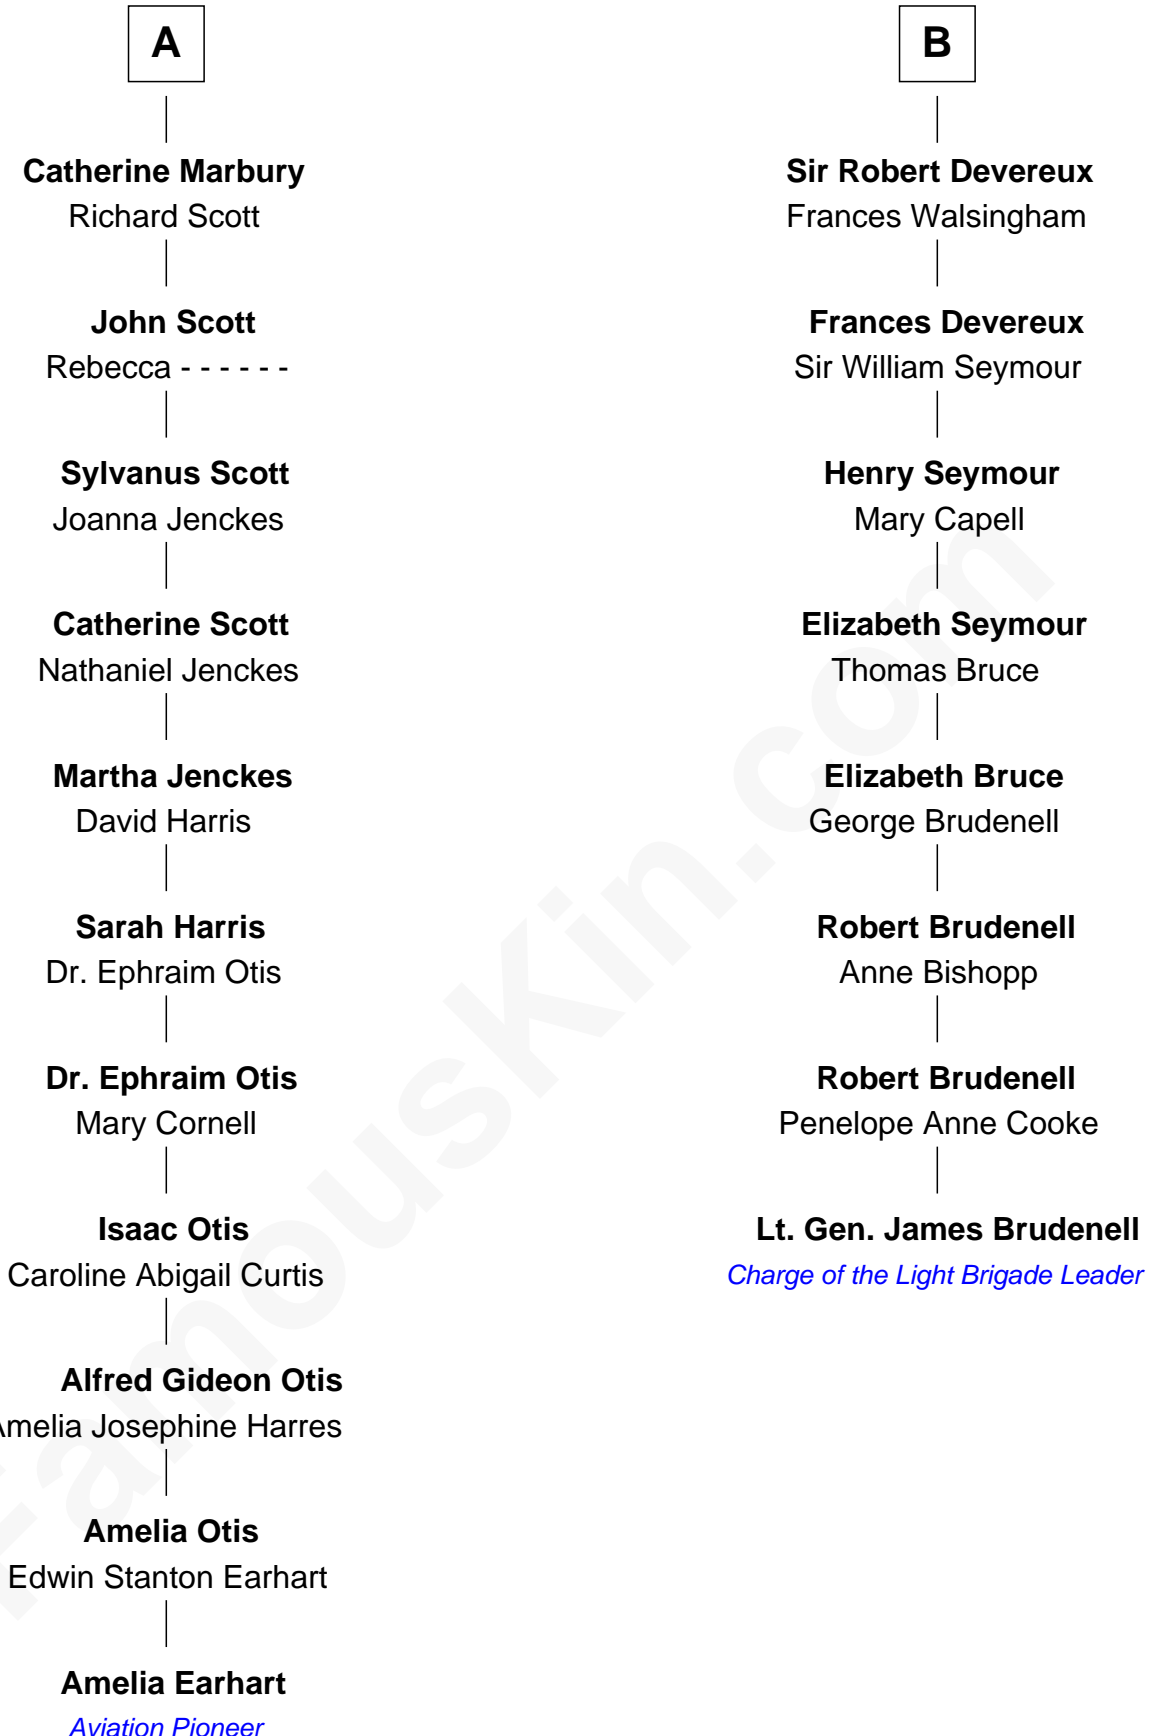 A
Catherine Marbury
Richard Scott
John Scott
Rebecca - - - - - -
Sylvanus Scott
Joanna Jenckes
Catherine Scott
Nathaniel Jenckes
Martha Jenckes
David Harris
Sarah Harris
Dr. Ephraim Otis
Dr. Ephraim Otis
Mary Cornell
Isaac Otis
Caroline Abigail Curtis
Alfred Gideon Otis
Amelia Josephine Harres
Amelia Otis
Edwin Stanton Earhart
Amelia Earhart
Aviation Pioneer
B
Sir Robert Devereux
Frances Walsingham
Frances Devereux
Sir William Seymour
Henry Seymour
Mary Capell
Elizabeth Seymour
Thomas Bruce
Elizabeth Bruce
George Brudenell
Robert Brudenell
Anne Bishopp
Robert Brudenell
Penelope Anne Cooke
Lt. Gen. James Brudenell
Charge of the Light Brigade Leader
FamousKin.com